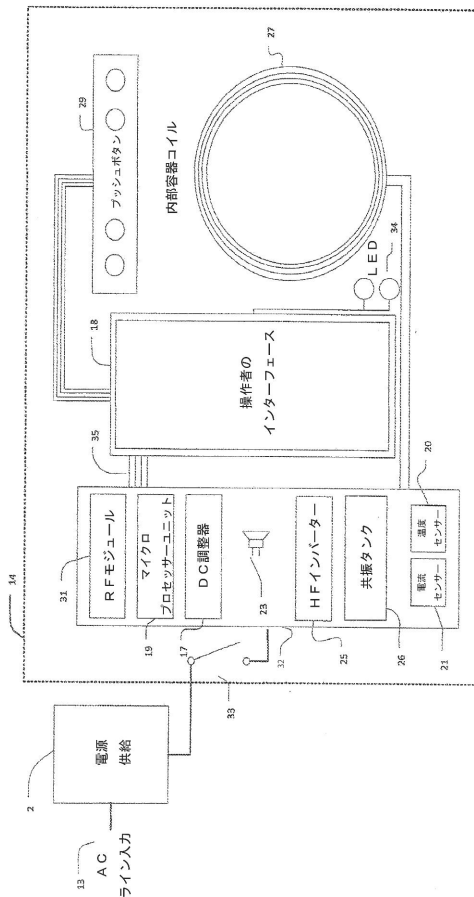 14
29
プッシュボタン
27
内部容器コイル
LED
34
18
操作者の
インターフェース
35
31
RFモジュール
19
マイクロ
プロセッサーユニット
17
DC調整器
23
25
HFインバーター
26
共振タンク
20
温度
センサー
21
電流
センサー
32
33
2
電源
供給
13
AC
ライン入力